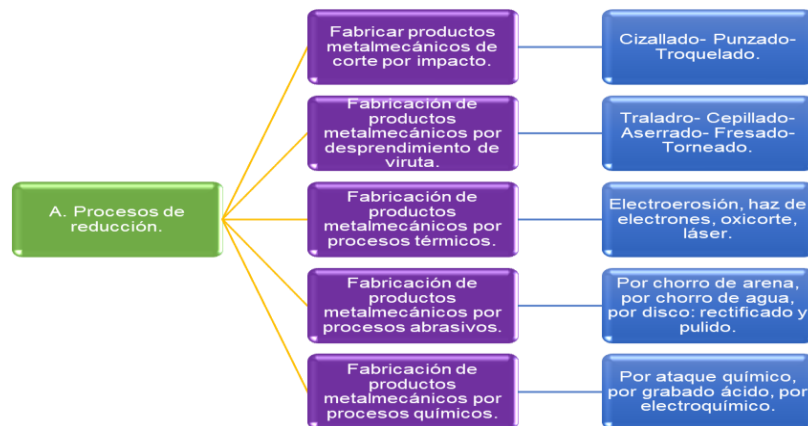 A. Procesos de
reducción.
Fabricar productos
metalmecánicos de
corte por impacto.
Cizallado- Punzado-
Troquelado.
Fabricación de
productos
metalmecánicos por
desprendimiento de
viruta.
Traladro- Cepillado-
Aserrado- Fresado-
Torneado.
Fabricación de
productos
metalmecánicos por
procesos térmicos.
Electroerosión, haz de
electrones, oxicorte,
láser.
Fabricación de
productos
metalmecánicos por
procesos abrasivos.
Por chorro de arena,
por chorro de agua,
por disco: rectificado y
pulido.
Fabricación de
productos
metalmecánicos por
procesos químicos.
Por ataque químico,
por grabado ácido, por
electroquímico.